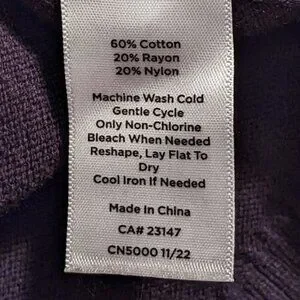 60% Cotton
20% Rayon
20% Nylon
Machine Wash Cold
Gentle Cycle
Only Non-Chlorine
Bleach When Needed
Reshape, Lay Flat To
Dry
Cool Iron If Needed
Made in China
CA# 23147
CN5000 11/22